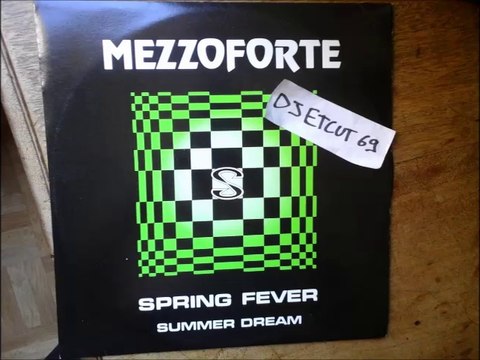 MEZZOFORTE
DJ ETCUT 69
S
SPRING FEVER
SUMMER DREAM